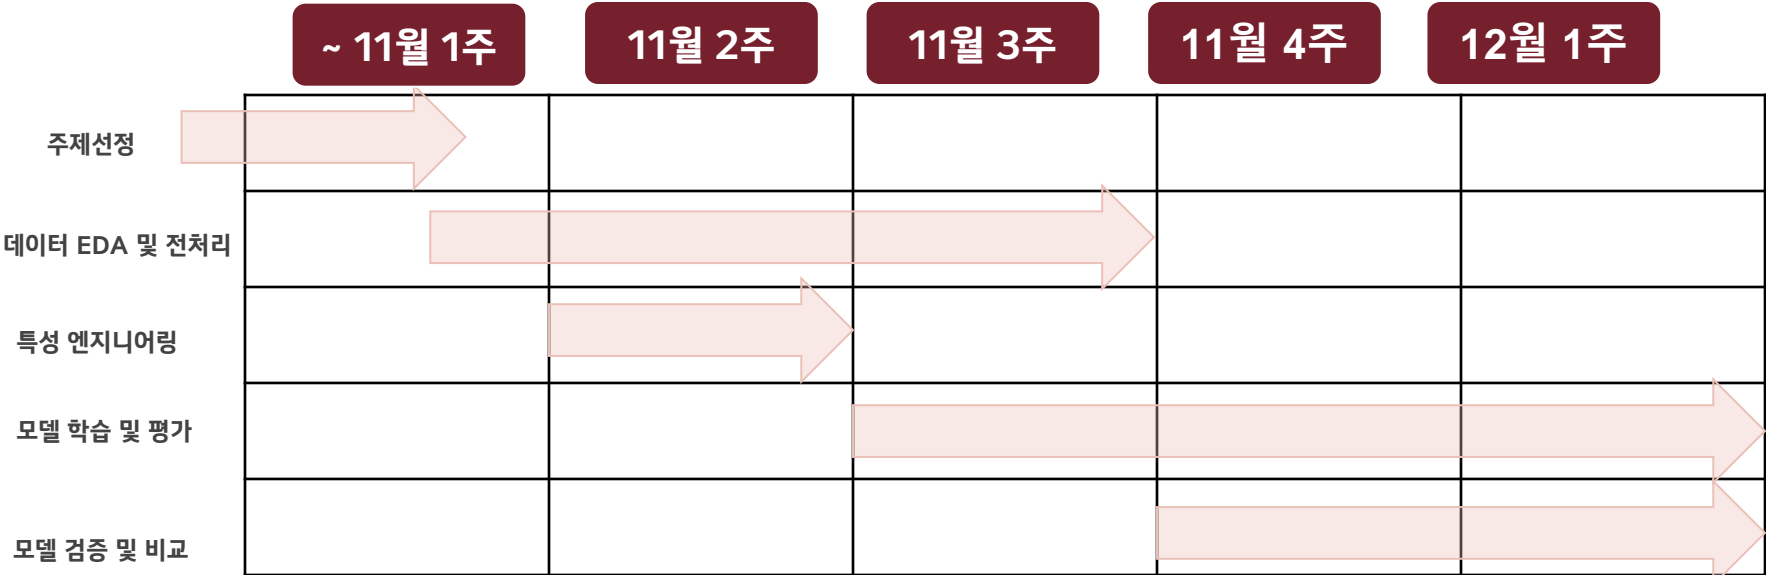 ~ 11월 1주
11월 2주
11월 3주
11월 4주
12월 1주
주제선정
데이터 EDA 및 전처리
특성 엔지니어링
모델 학습 및 평가
모델 검증 및 비교